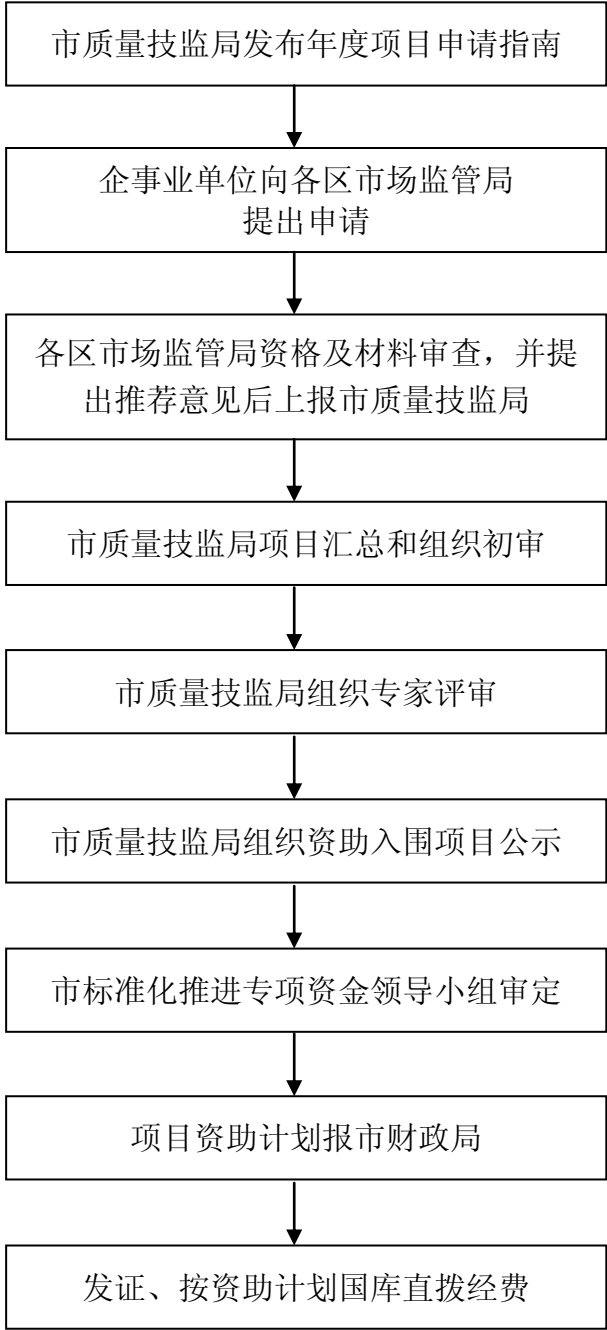 市质量技监局发布年度项目申请指南
企事业单位向各区市场监管局
提出申请
各区市场监管局资格及材料审查，并提
出推荐意见后上报市质量技监局
市质量技监局项目汇总和组织初审
市质量技监局组织专家评审
市质量技监局组织资助入围项目公示
市标准化推进专项资金领导小组审定
项目资助计划报市财政局
发证、按资助计划国库直拨经费